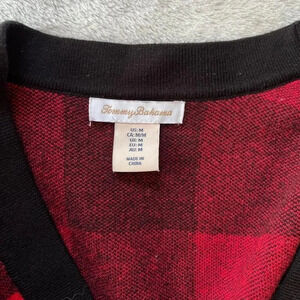 Tommy Bahama
US: M
CA: M/M
UK: M
EU: M
AU: M
MADE IN
CHINA